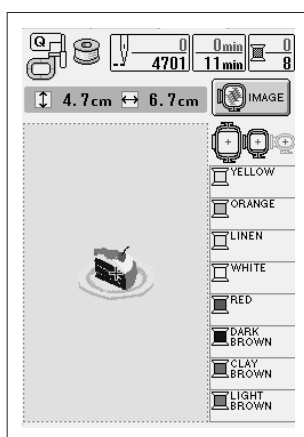 Q
0
4701
0min
11min
0
8
4.7cm 6.7cm
IMAGE
YELLOW
ORANGE
LINEN
WHITE
RED
DARK
BROWN
CLAY
BROWN
LIGHT
BROWN